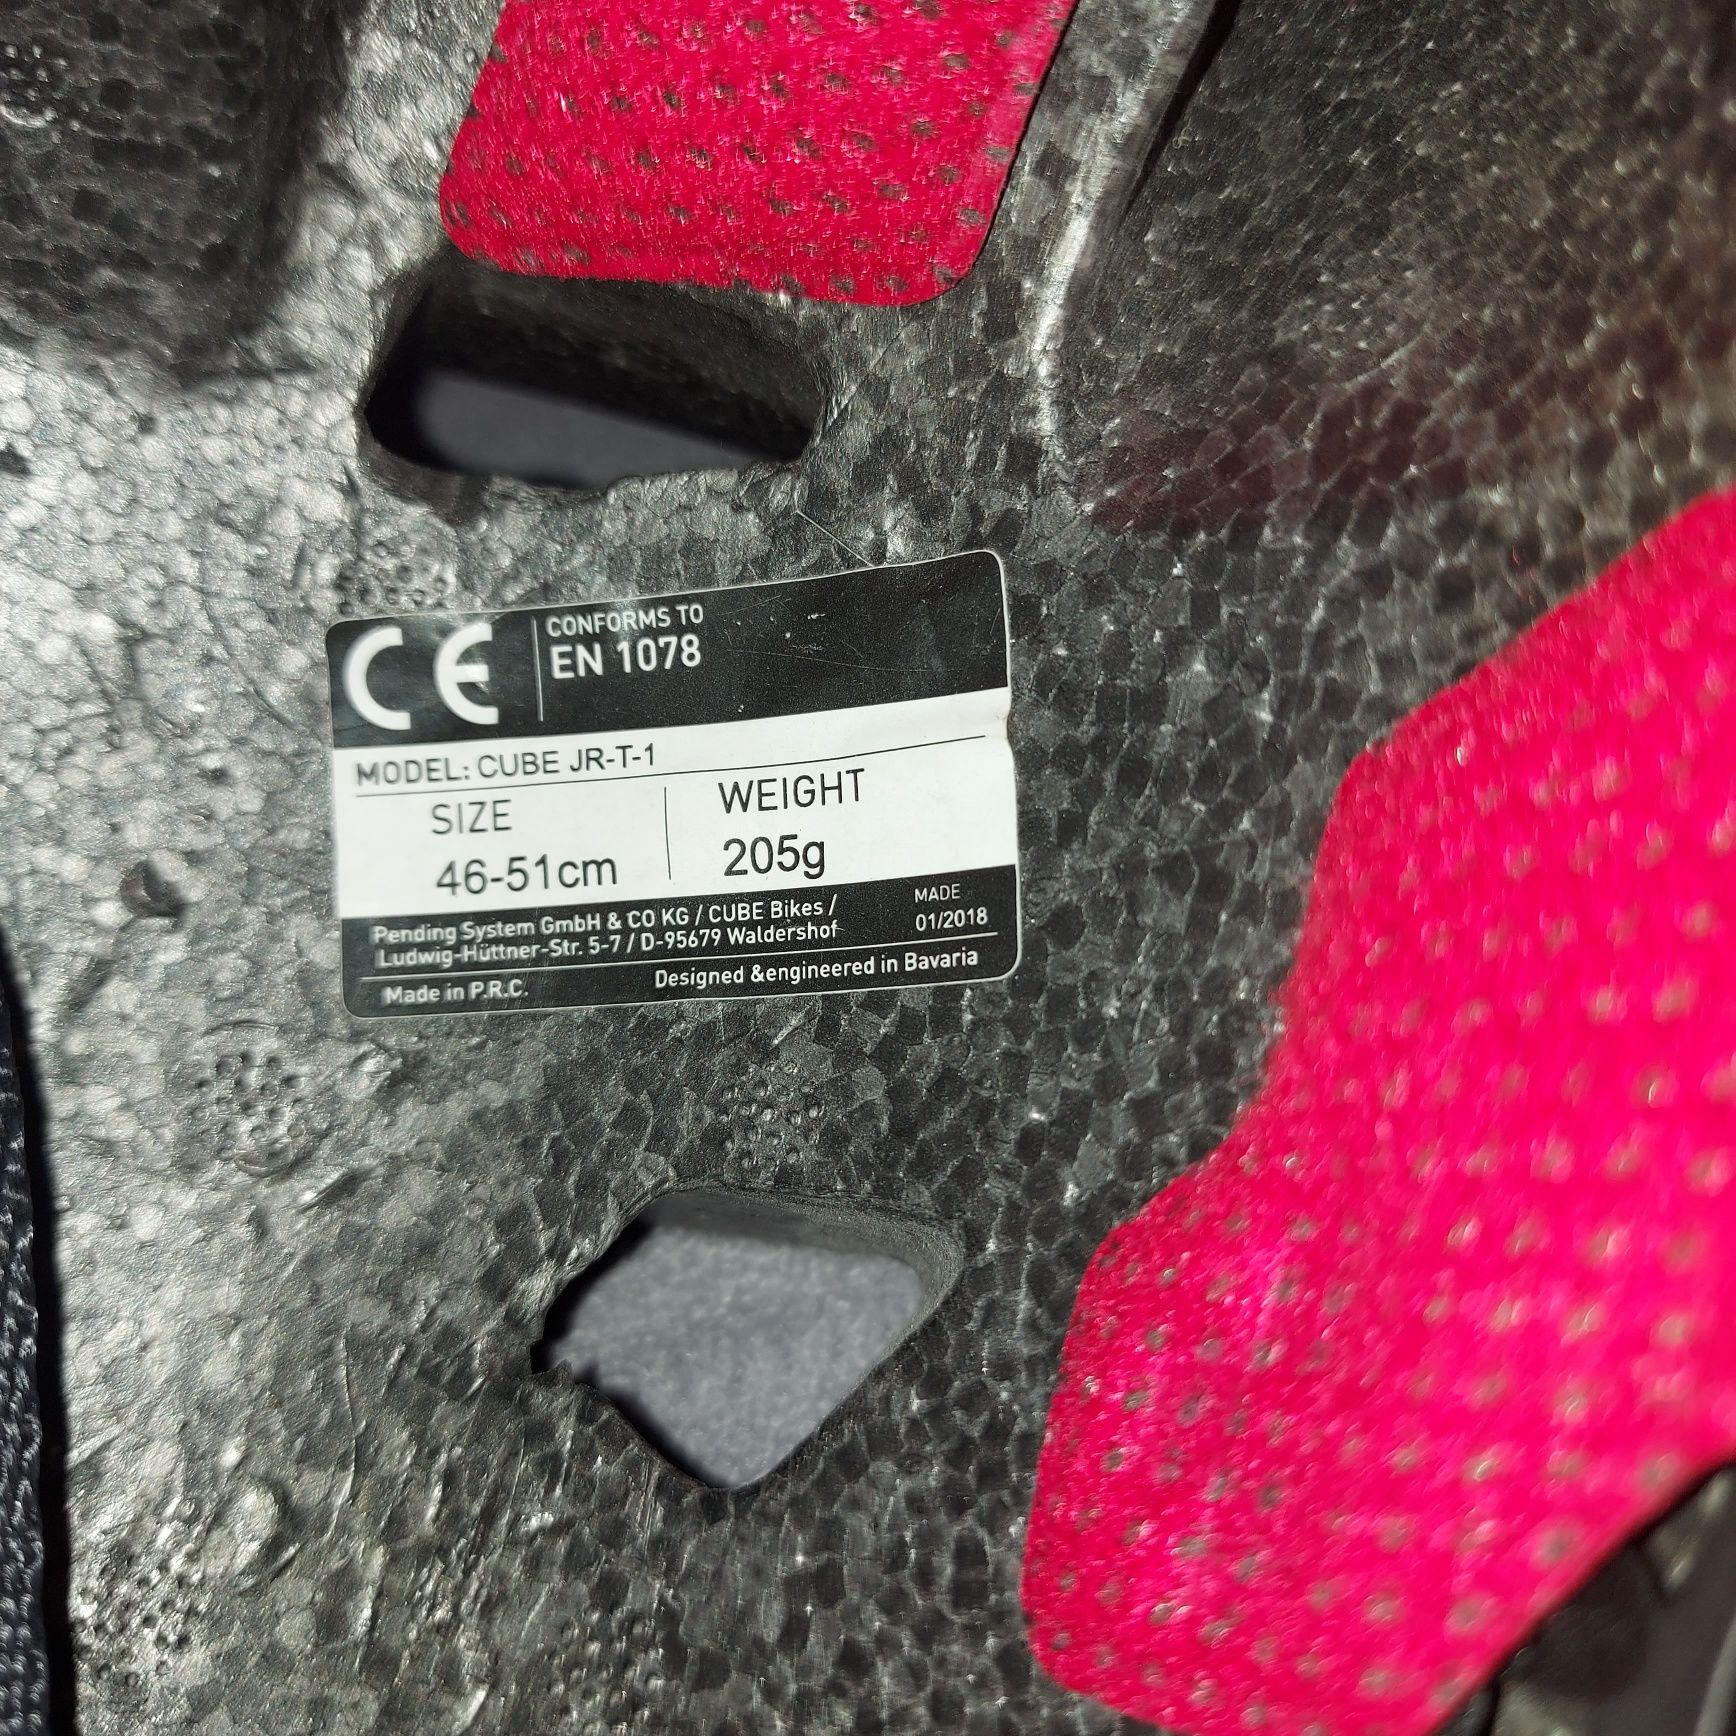 CE
CONFORMS TO
EN 1078
MODEL: CUBE JR-T-1
SIZE
46-51cm
WEIGHT
205g
Pending System GmbH & CO KG / CUBE Bikes /
Ludwig-Hüttner-Str. 5-7 / D-95679 Waldershof
MADE
01/2018
Made in P.R.C.
Designed &engineered in Bavaria